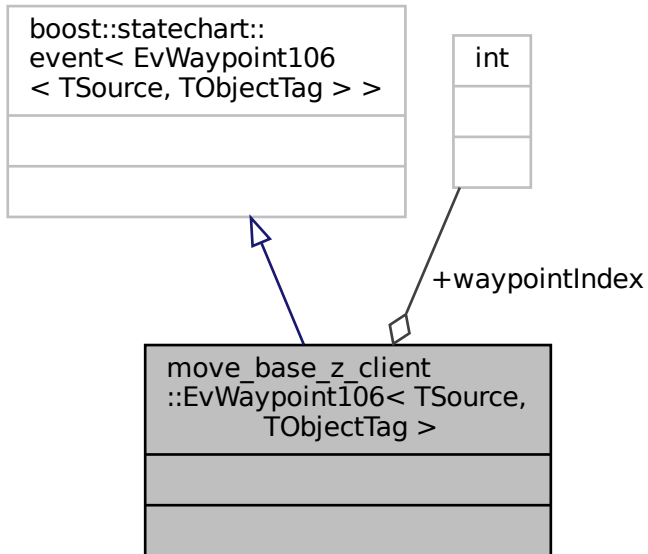 boost::statechart::
event< EvWaypoint106
< TSource, TObjectTag > >
int
+waypointIndex
move_base_z_client
::EvWaypoint106< TSource,
TObjectTag >